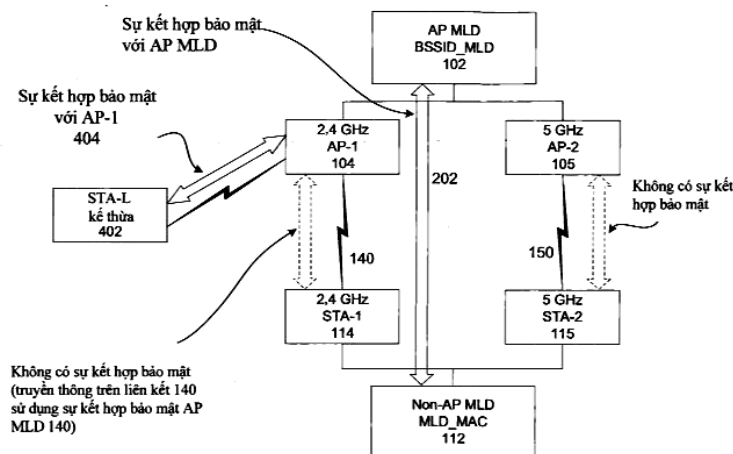 Sự kết hợp bảo mật
với AP MLD
AP MLD
BSSID_MLD
102
Sự kết hợp bảo mật
với AP-1
404
2,4 GHz
AP-1
104
5 GHz
AP-2
105
202
STA-L
kế thừa
402
Không có sự kết
hợp bảo mật
140
150
2,4 GHz
STA-1
114
5 GHz
STA-2
115
Không có sự kết hợp bảo mật
(truyền thông trên liên kết 140
sử dụng sự kết hợp bảo mật AP
MLD 140)
Non-AP MLD
MLD_MAC
112